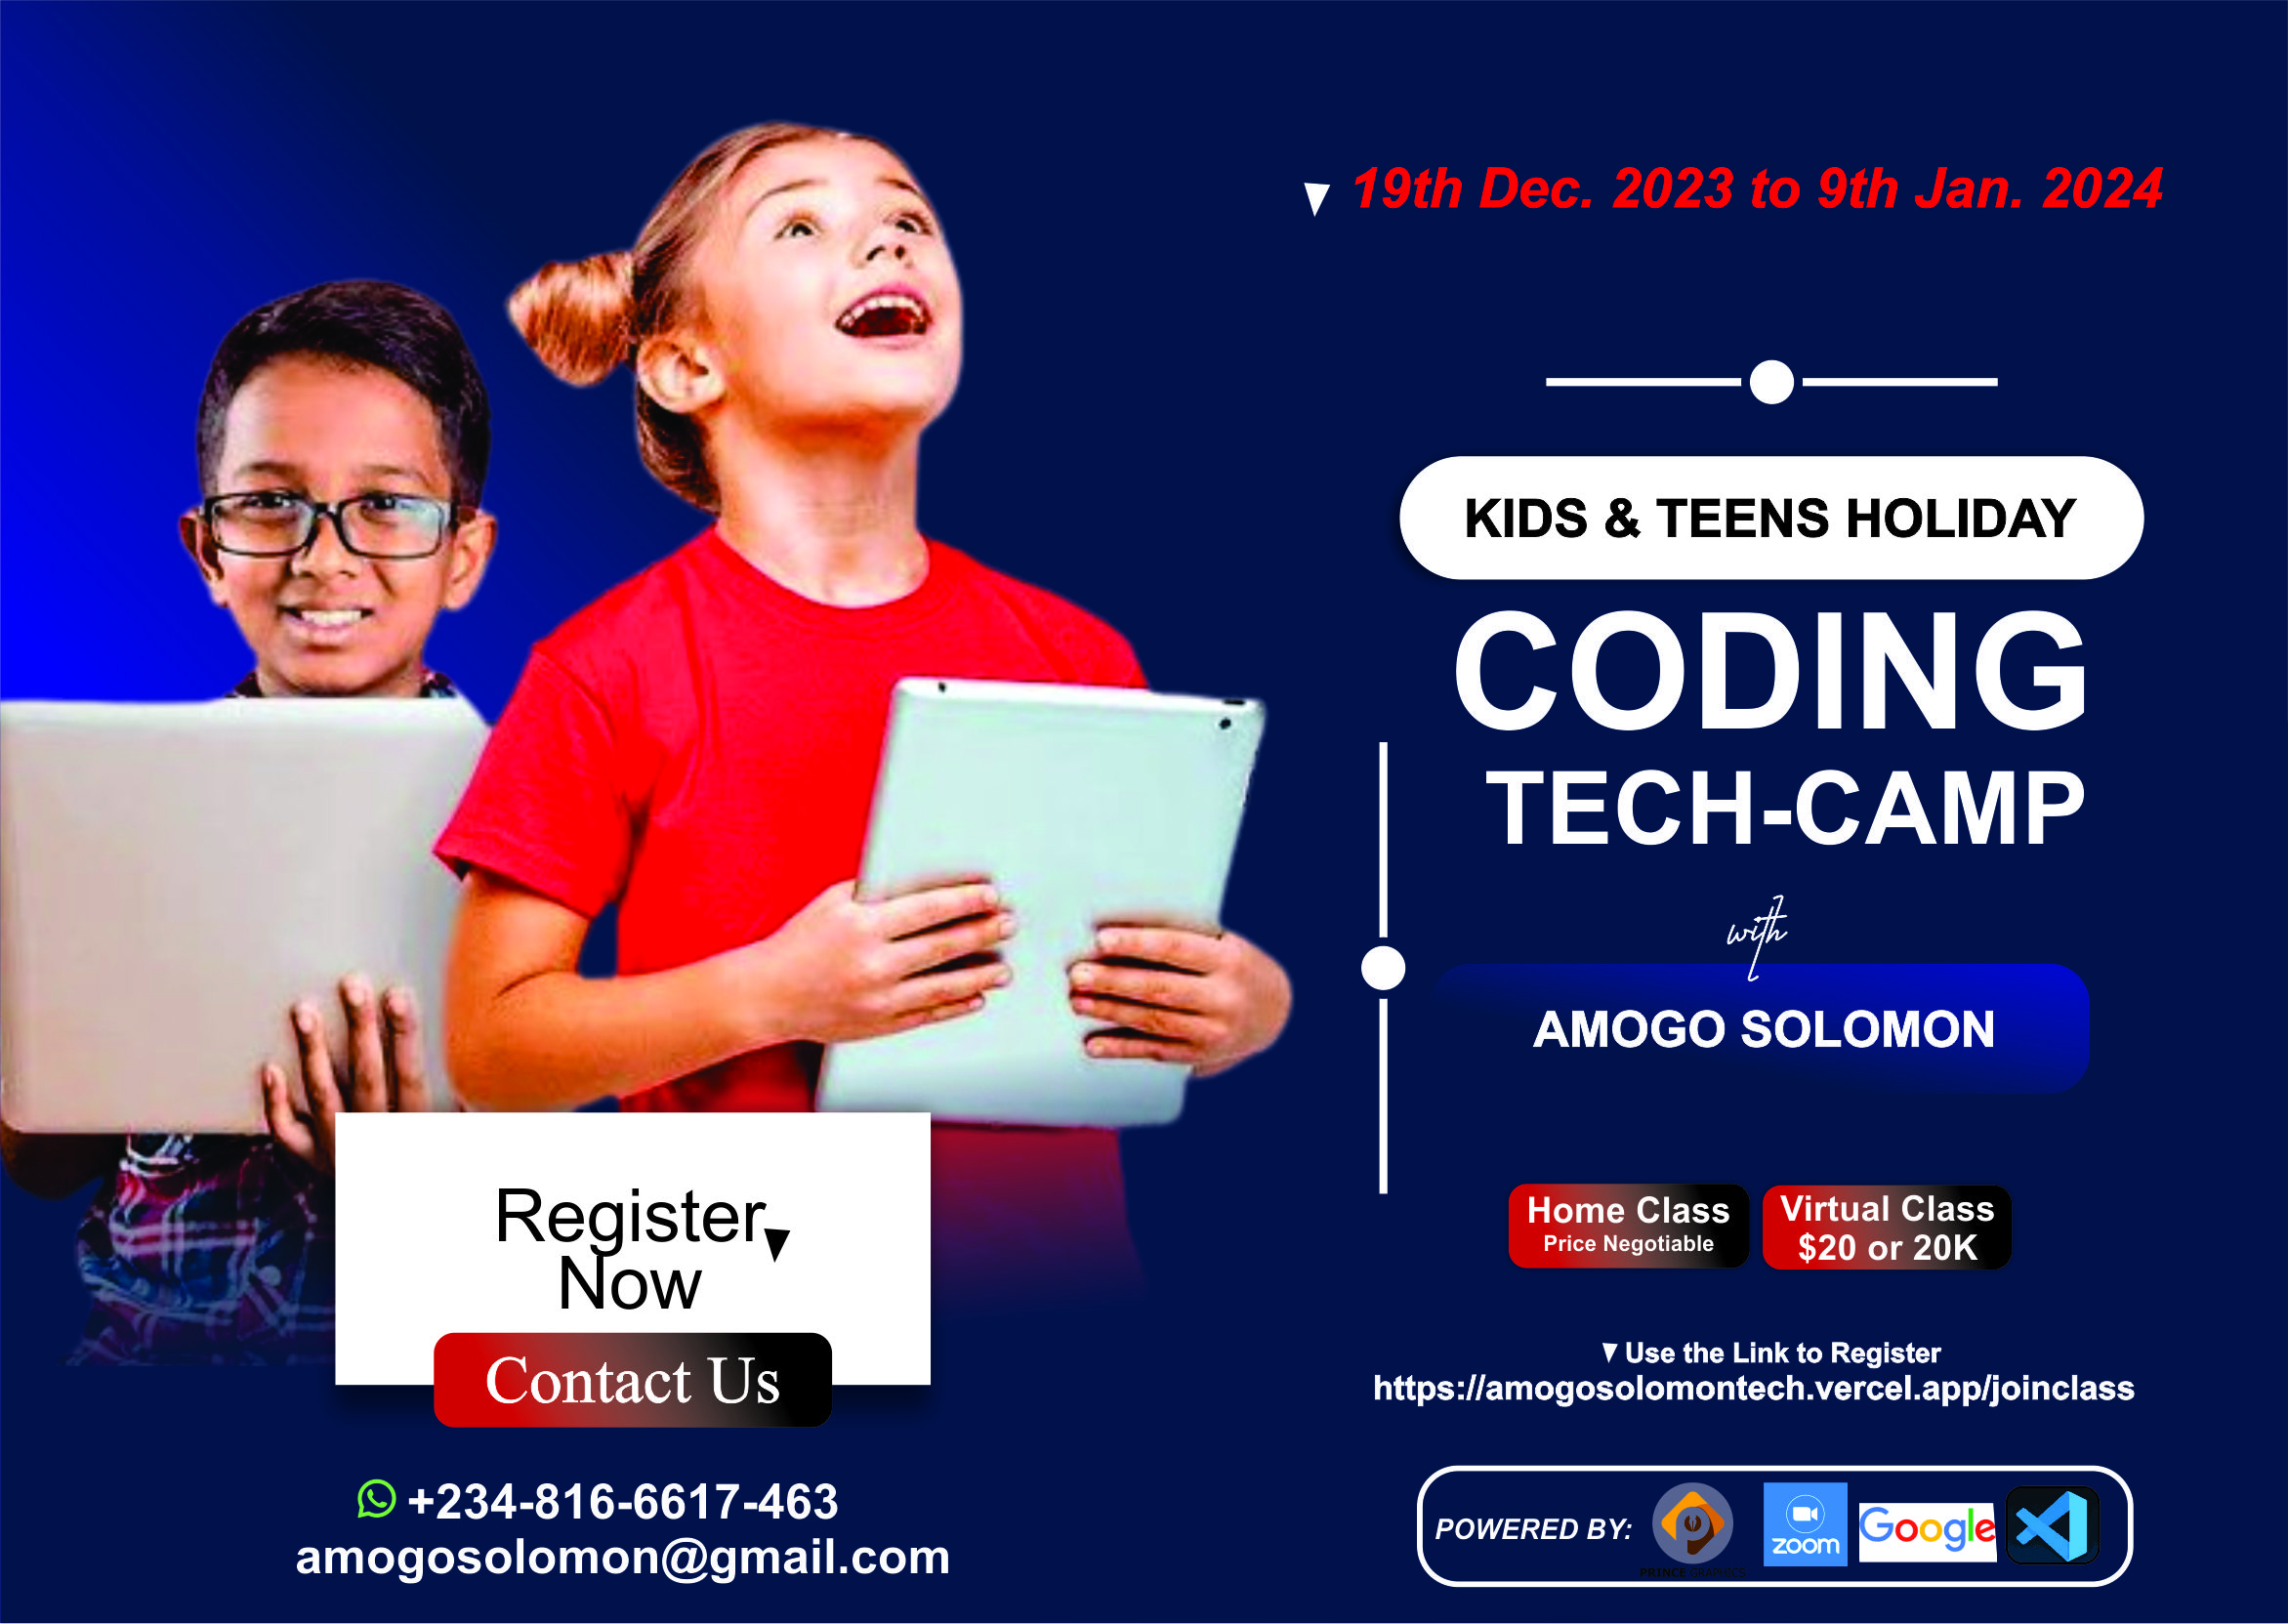 19th Dec. 2023 to 9th Jan. 2024
KIDS & TEENS HOLIDAY
CODING
TECH-CAMP
with
AMOGO SOLOMON
Home Class
Price Negotiable
Virtual Class
$20 or 20K
Use the Link to Register
https://amogosolomontech.vercel.app/joinclass
POWERED BY:
PRINCE GRAPHICS
zoom
Google
Register
Now
Contact Us
+234-816-6617-463
amogosolomon@gmail.com